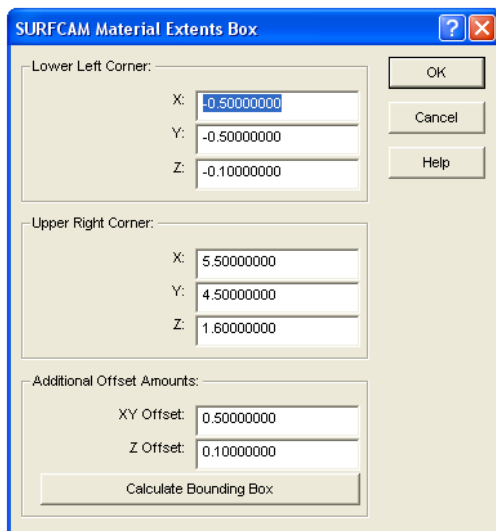 SURFCAM Material Extents Box
Lower Left Corner:
X: -0.50000000
Y: -0.50000000
Z: -0.10000000
OK
Cancel
Help
Upper Right Corner:
X: 5.50000000
Y: 4.50000000
Z: 1.60000000
Additional Offset Amounts:
XY Offset: 0.50000000
Z Offset: 0.10000000
Calculate Bounding Box